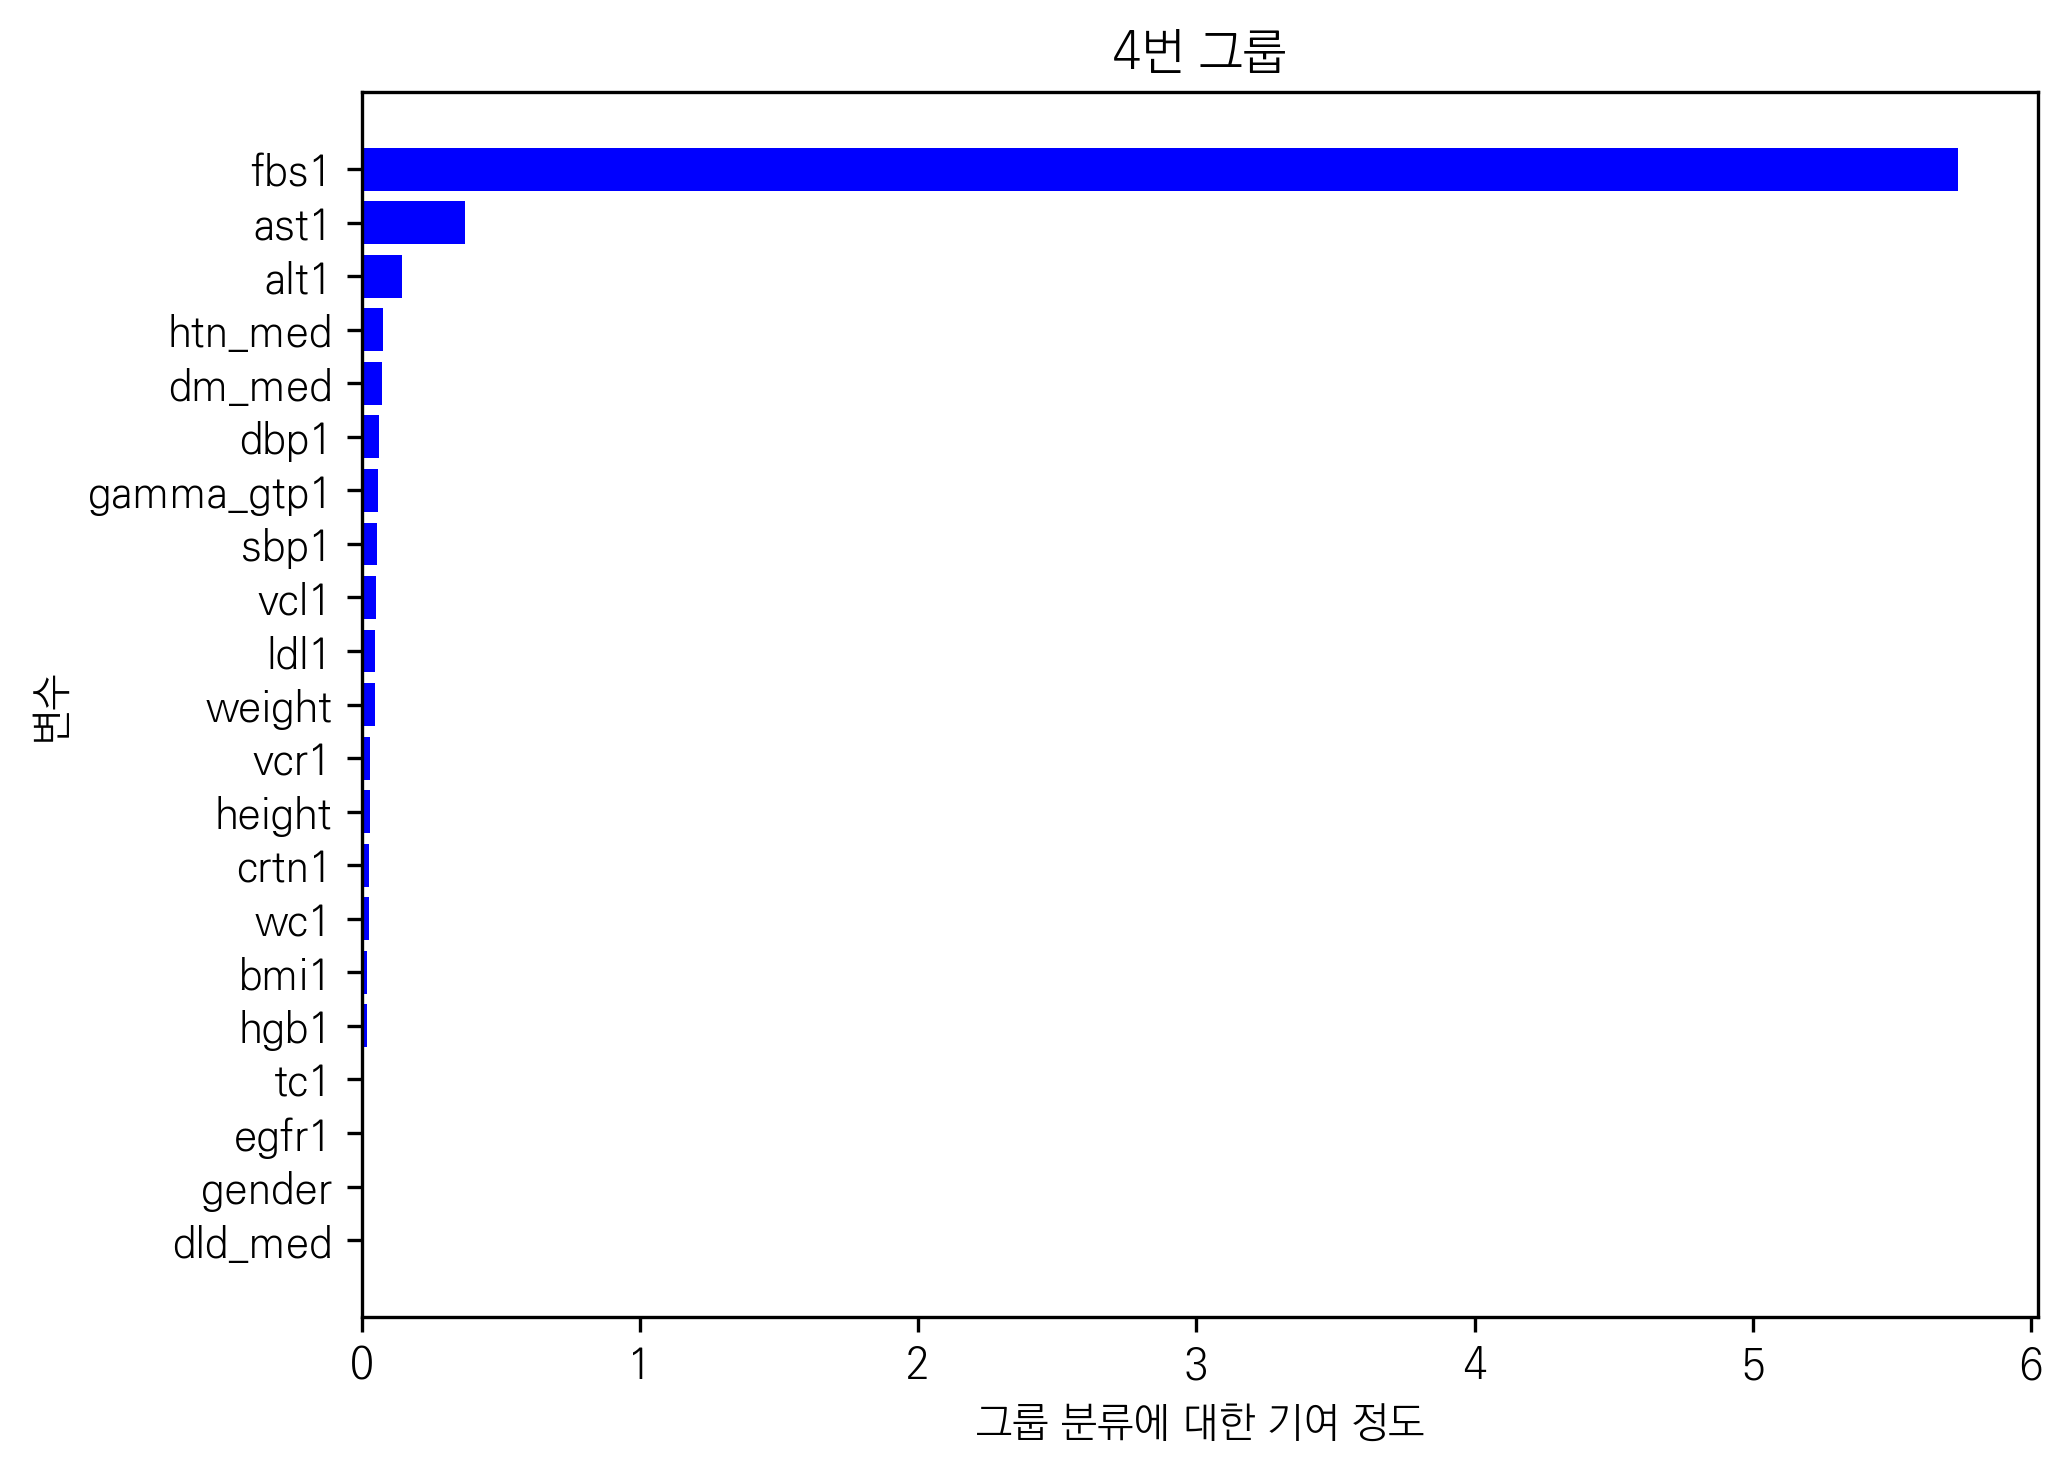 4번 그룹
변수
fbs1
ast1
alt1
htn_med
dm_med
dbp1
gamma_gtp1
sbp1
vcl1
ldl1
weight
vcr1
height
crtn1
wc1
bmi1
hgb1
tc1
egfr1
gender
dld_med
0 1 2 3 4 5 6
그룹 분류에 대한 기여 정도